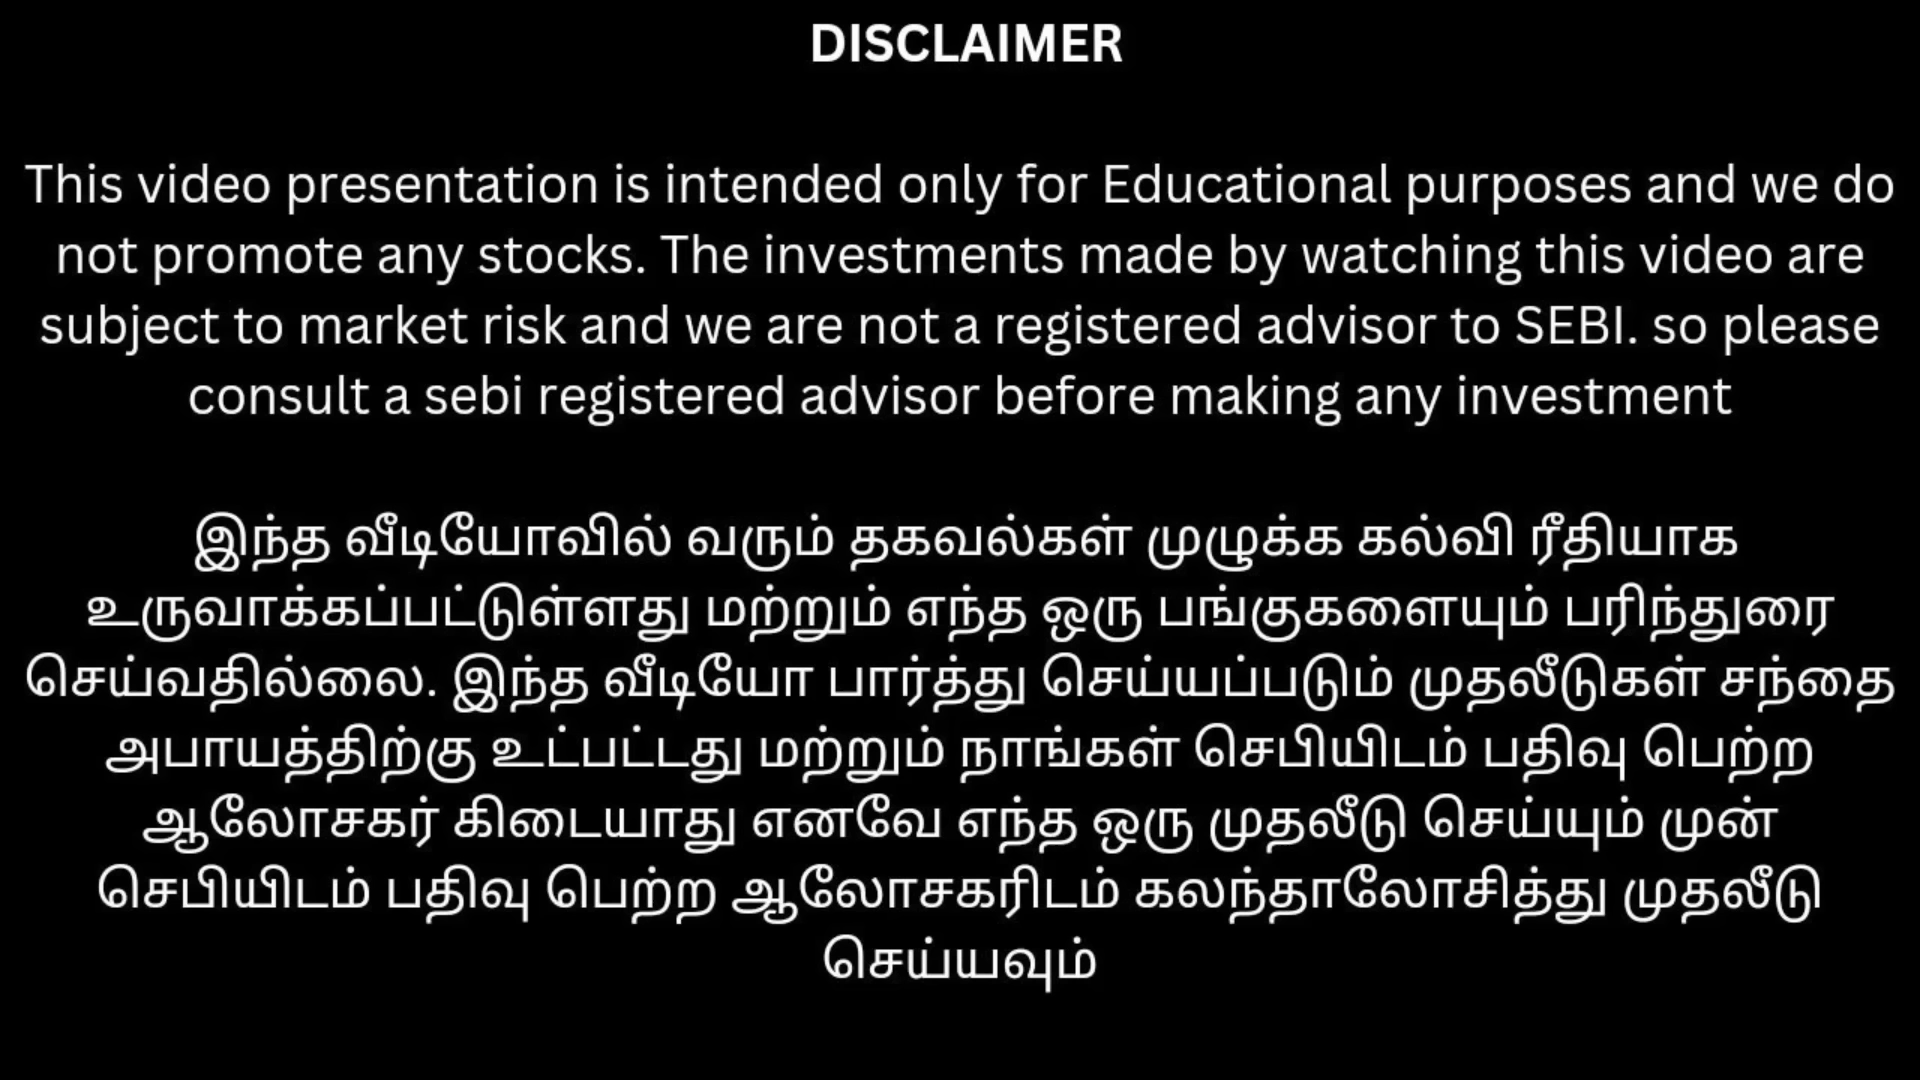 DISCLAIMER
This video presentation is intended only for Educational purposes and we do
not promote any stocks. The investments made by watching this video are
subject to market risk and we are not a registered advisor to SEBI. so please
consult a sebi registered advisor before making any investment
இந்த வீடியோவில் வரும் தகவல்கள் முழுக்க கல்வி ரீதியாக
உருவாக்கப்பட்டுள்ளது மற்றும் எந்த ஒரு பங்குகளையும் பரிந்துரை
செய்வதில்லை. இந்த வீடியோ பார்த்து செய்யப்படும் முதலீடுகள் சந்தை
அபாயத்திற்கு உட்பட்டது மற்றும் நாங்கள் செபியிடம் பதிவு பெற்ற
ஆலோசகர் கிடையாது எனவே எந்த ஒரு முதலீடு செய்யும் முன்
செபியிடம் பதிவு பெற்ற ஆலோசகரிடம் கலந்தாலோசித்து முதலீடு
செய்யவும்